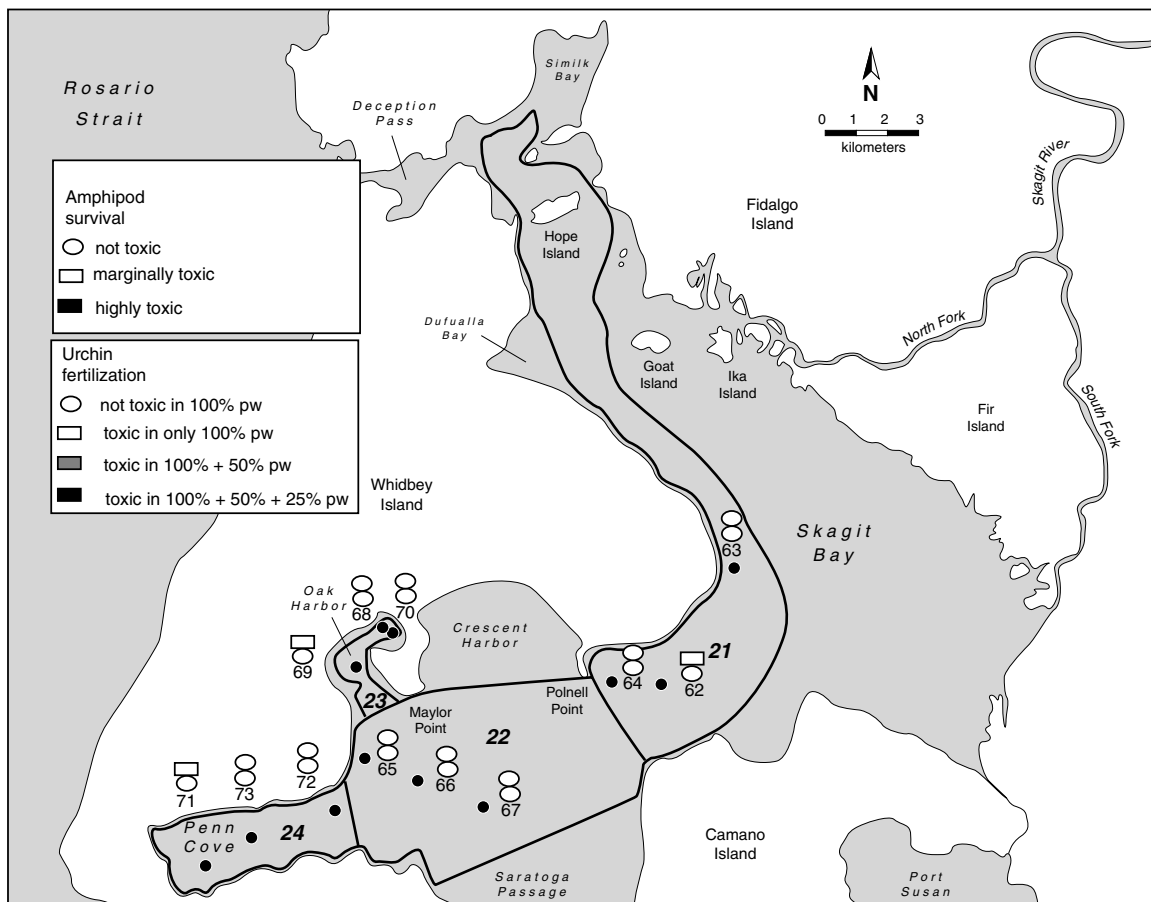 Rosario
Strait
Similk
Bay
Deception
Pass
N
0 1 2 3
kilometers
Skagit River
Amphipod
survival
not toxic
marginally toxic
highly toxic
Urchin
fertilization
not toxic in 100% pw
toxic in only 100% pw
toxic in 100% + 50% pw
toxic in 100% + 50% + 25% pw
Fidalgo
Island
Hope
Island
Dufualla
Bay
North Fork
Goat
Island
Ika
Island
South Fork
Fir
Island
Whidbey
Island
63
Skagit
Bay
Oak
Harbor
68
70
Crescent
Harbor
69
21
64
62
23
Polnell
Point
Maylor
Point
22
65
66
67
71
73
72
Penn
Cove
24
Camano
Island
Saratoga
Passage
Port
Susan